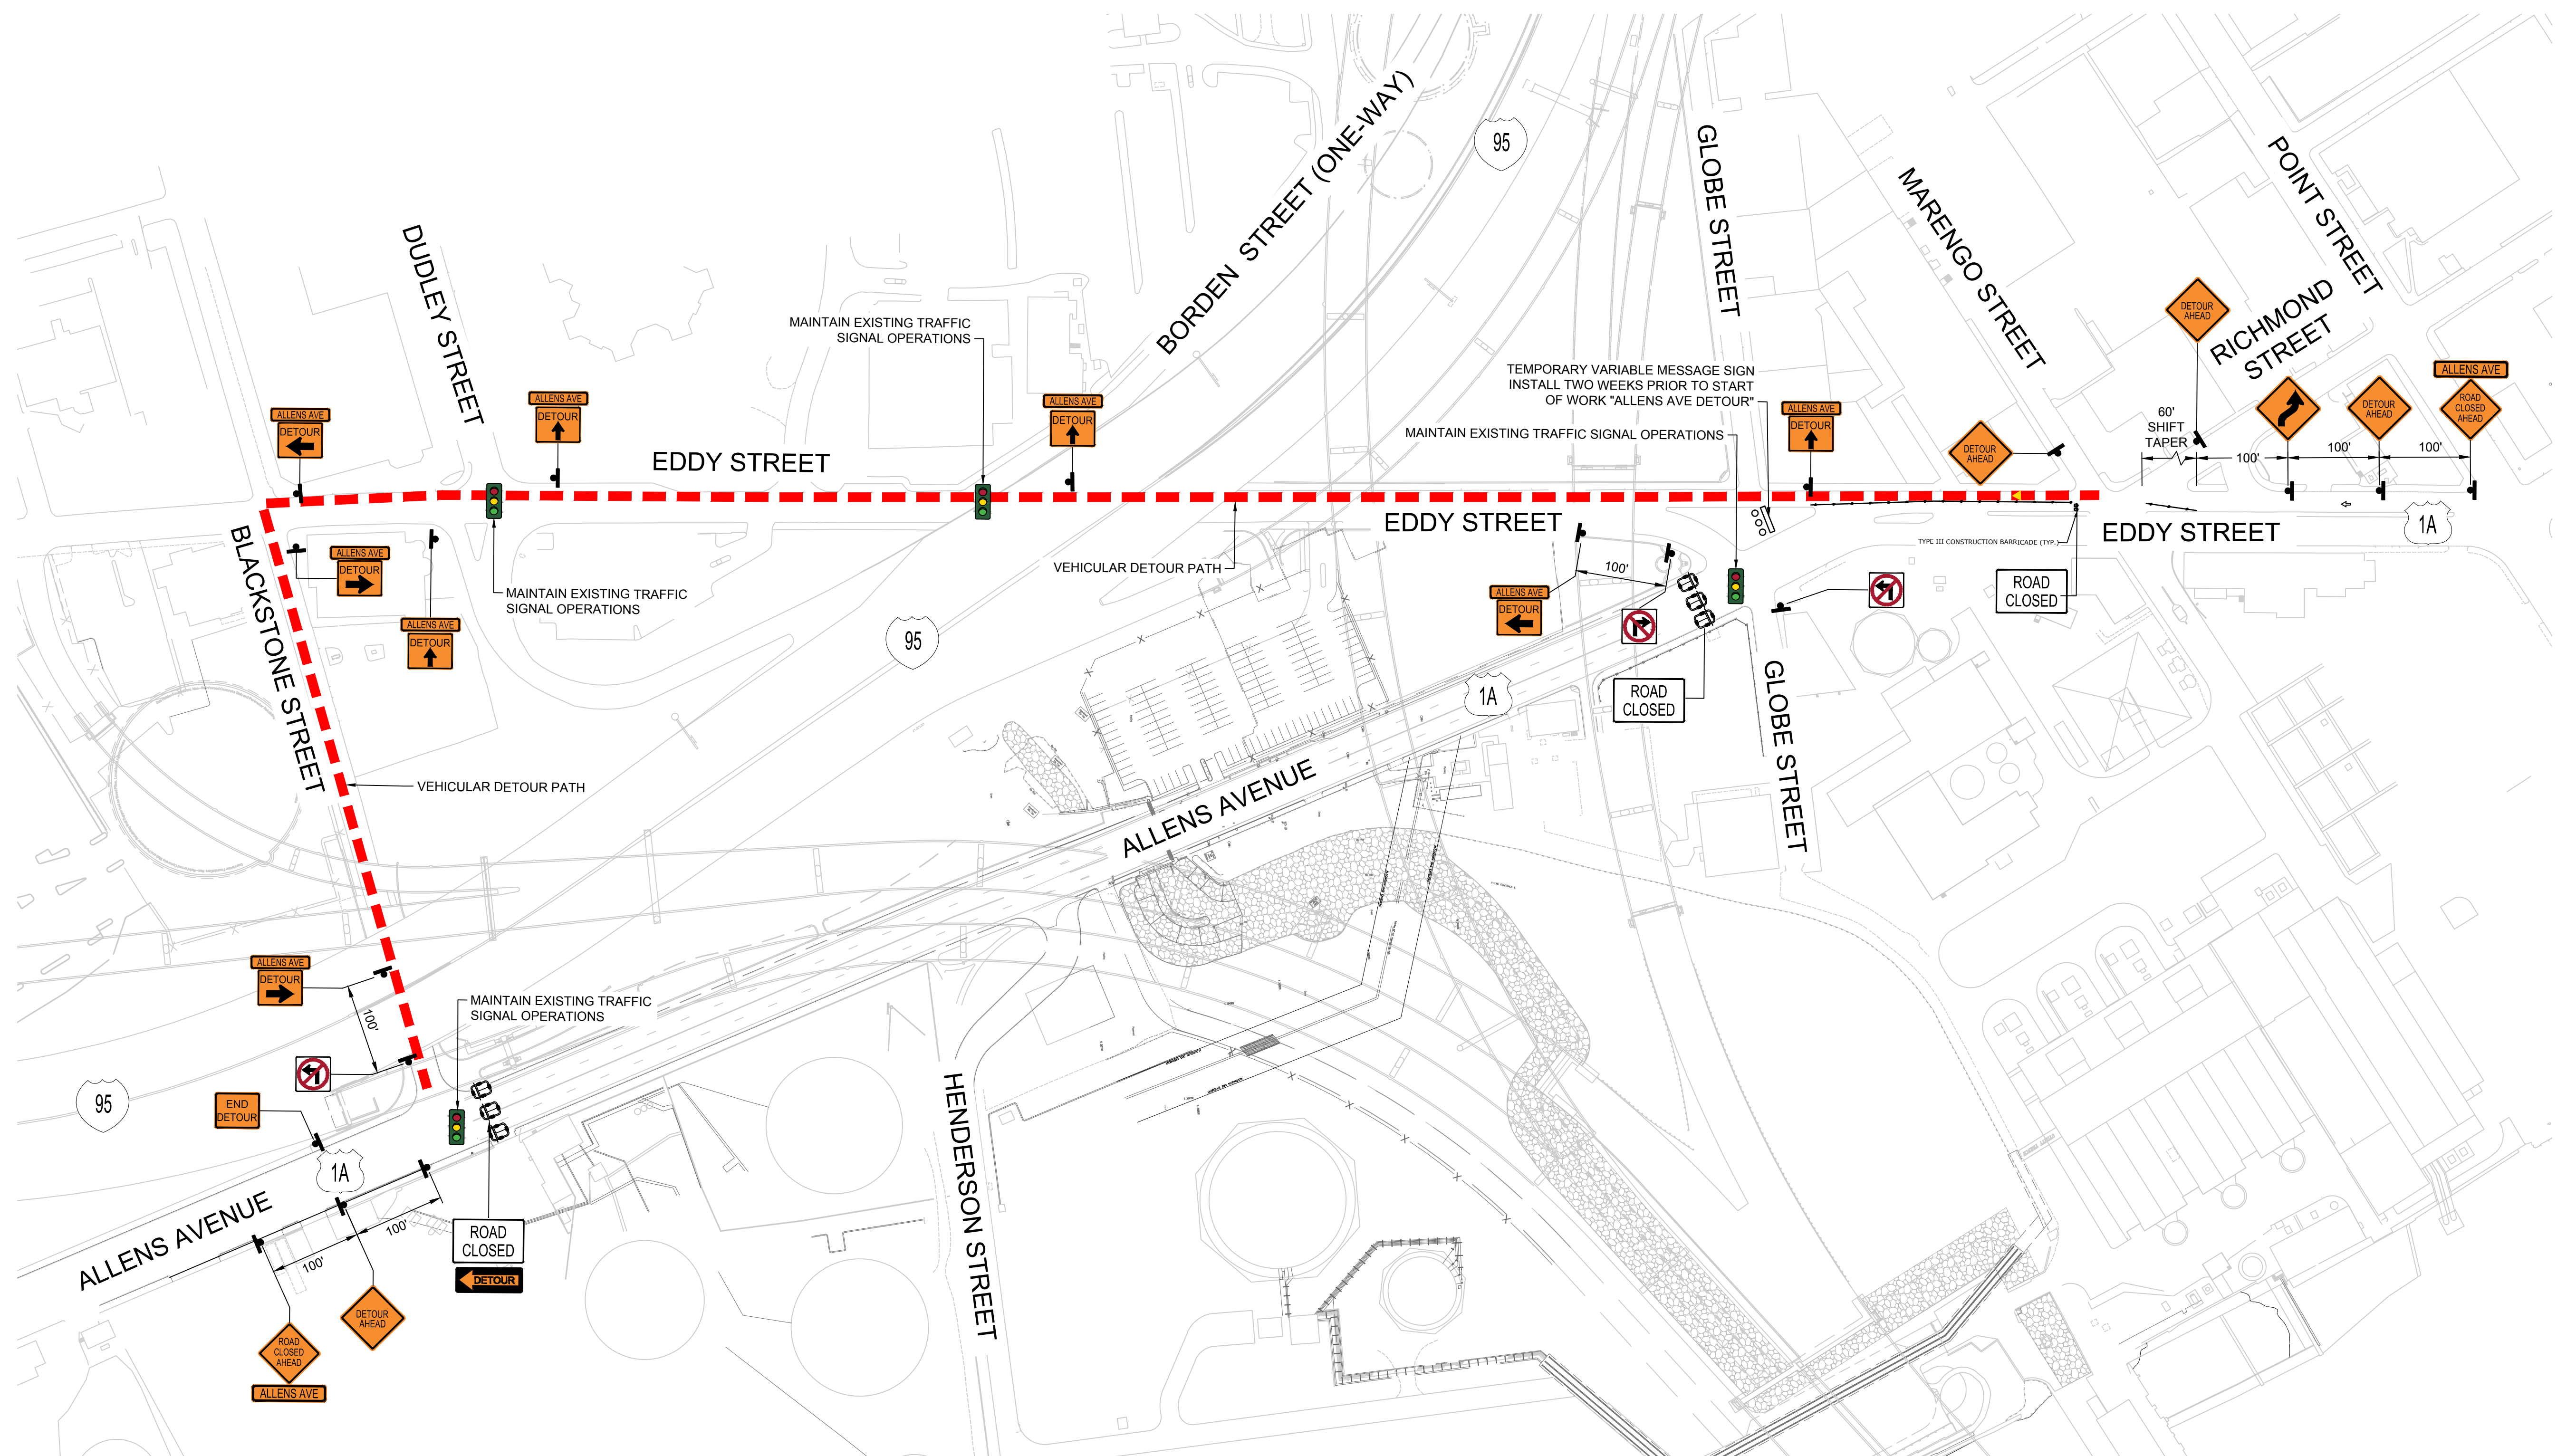 BORDEN STREET (ONE-WAY)
95
GLOBE STREET
MARENGO STREET
POINT STREET
RICHMOND
STREET
DUDLEY STREET
MAINTAIN EXISTING TRAFFIC
SIGNAL OPERATIONS
TEMPORARY VARIABLE MESSAGE SIGN
INSTALL TWO WEEKS PRIOR TO START
OF WORK "ALLENS AVE DETOUR"
MAINTAIN EXISTING TRAFFIC SIGNAL OPERATIONS
DETOUR
AHEAD
60'
SHIFT
TAPER
100'
DETOUR
AHEAD
100'
ALLENS AVE
ROAD
CLOSED
AHEAD
100'
ALLENS AVE
DETOUR
ALLENS AVE
DETOUR
ALLENS AVE
DETOUR
ALLENS AVE
DETOUR
DETOUR
AHEAD
EDDY STREET
EDDY STREET
EDDY STREET
1A
TYPE III CONSTRUCTION BARRICADE (TYP.)
ROAD
CLOSED
VEHICULAR DETOUR PATH
100'
ALLENS AVE
DETOUR
ALLENS AVE
DETOUR
MAINTAIN EXISTING TRAFFIC
SIGNAL OPERATIONS
ALLENS AVE
DETOUR
BLACKSTONE STREET
95
1A
ROAD
CLOSED
GLOBE STREET
VEHICULAR DETOUR PATH
ALLENS AVENUE
ALLENS AVE
DETOUR
100'
MAINTAIN EXISTING TRAFFIC
SIGNAL OPERATIONS
95
END
DETOUR
1A
HENDERSON STREET
ALLENS AVENUE
100'
100'
ROAD
CLOSED
DETOUR
DETOUR
AHEAD
ROAD
CLOSED
AHEAD
ALLENS AVE